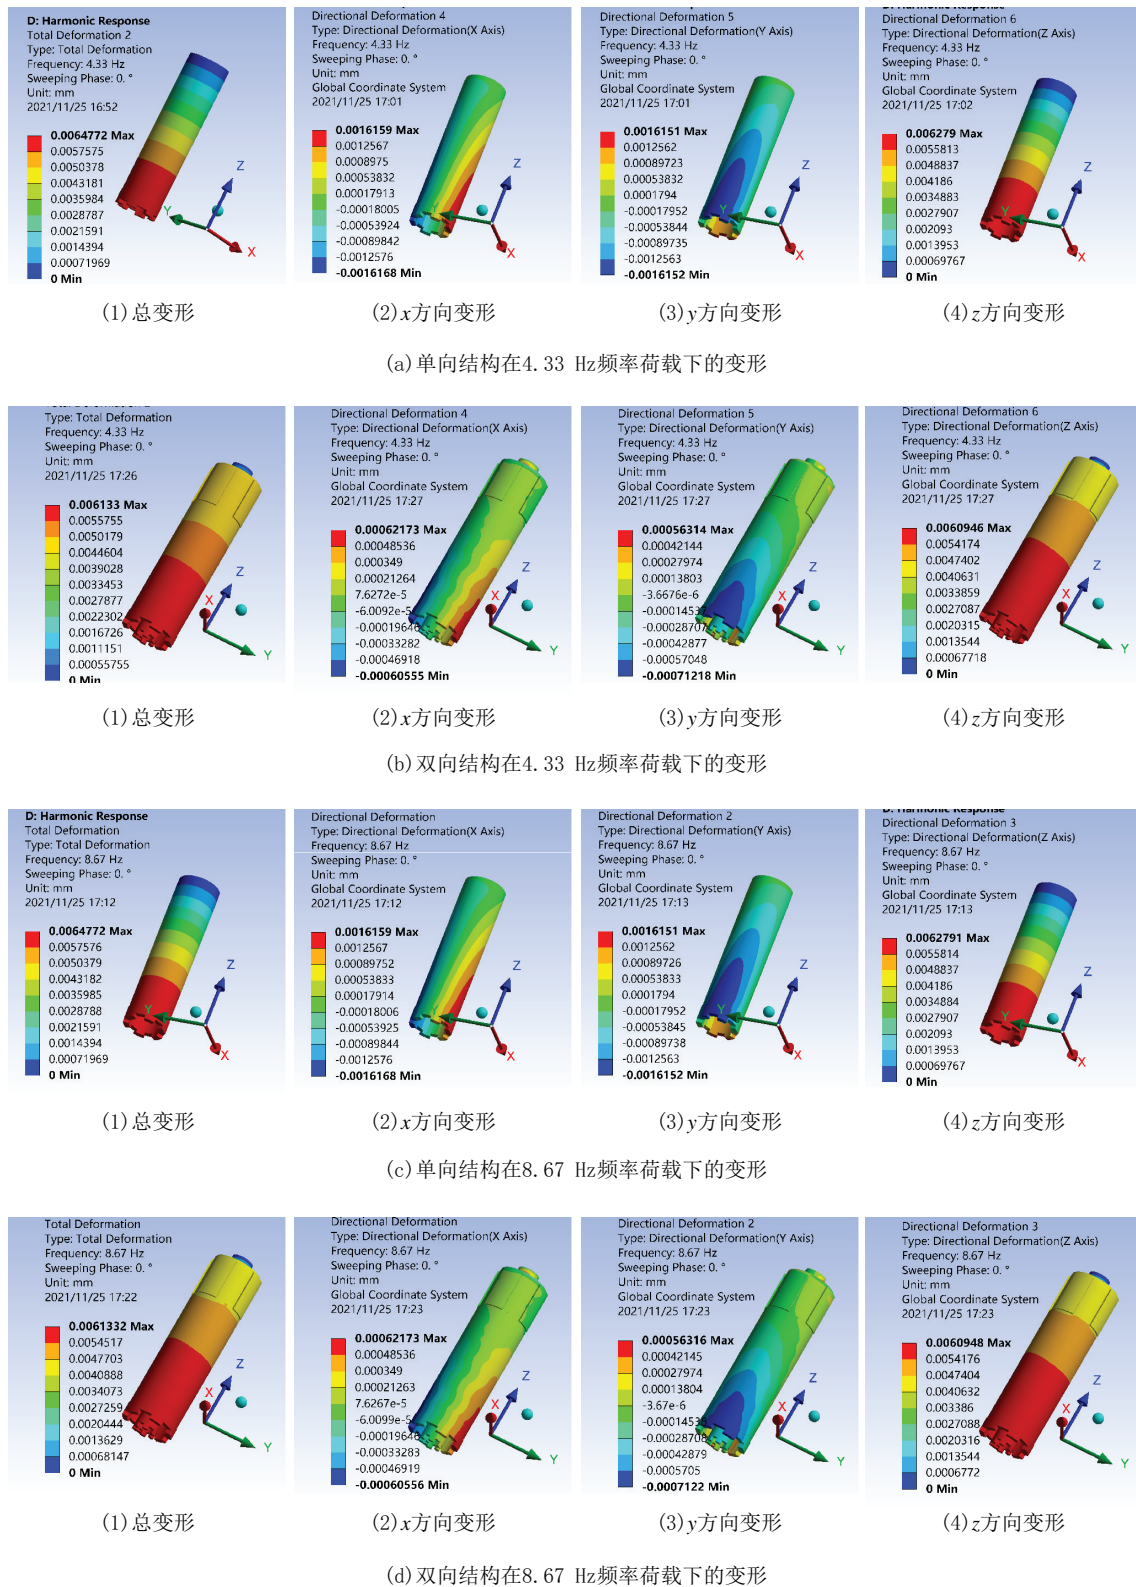 D: Harmonic Response
Total Deformation 2
Type: Total Deformation
Frequency: 4.33 Hz
Sweeping Phase: 0. °
Unit: mm
2021/11/25 16:52
0.0064772 Max
0.0057575
0.0050378
0.0043181
0.0035984
0.0028787
0.0021591
0.0014394
0.00071969
0 Min
Z
Y
X
Directional Deformation 4
Type: Directional Deformation(X Axis)
Frequency: 4.33 Hz
Sweeping Phase: 0. °
Unit: mm
Global Coordinate System
2021/11/25 17:01
0.0016159 Max
0.0012567
0.0008975
0.00053832
0.00017913
-0.00018005
-0.00053924
-0.00089842
-0.0012576
-0.0016168 Min
Z
Y
X
Directional Deformation 5
Type: Directional Deformation(Y Axis)
Frequency: 4.33 Hz
Sweeping Phase: 0. °
Unit: mm
Global Coordinate System
2021/11/25 17:01
0.0016151 Max
0.0012562
0.00089723
0.00053832
0.0001794
-0.00017952
-0.00053844
-0.00089735
-0.0012563
-0.0016152 Min
Z
Y
X
D: Harmonic Response
Directional Deformation 6
Type: Directional Deformation(Z Axis)
Frequency: 4.33 Hz
Sweeping Phase: 0. °
Unit: mm
Global Coordinate System
2021/11/25 17:02
0.006279 Max
0.0055813
0.0048837
0.004186
0.0034883
0.0027907
0.002093
0.0013953
0.00069767
0 Min
Z
Y
X
(1)总变形
(2)x方向变形
(3)y方向变形
(4)z方向变形
(a)单向结构在4.33 Hz频率荷载下的变形
Type: Total Deformation
Frequency: 4.33 Hz
Sweeping Phase: 0. °
Unit: mm
2021/11/25 17:26
0.006133 Max
0.0055755
0.0050179
0.0044604
0.0039028
0.0033453
0.0027877
0.0022302
0.0016726
0.0011151
0.00055755
0 Min
Z
X
Y
Directional Deformation 4
Type: Directional Deformation(X Axis)
Frequency: 4.33 Hz
Sweeping Phase: 0. °
Unit: mm
Global Coordinate System
2021/11/25 17:27
0.00062173 Max
0.00048536
0.000349
0.00021264
7.6272e-5
-6.0092e-5
-0.00019646
-0.00033282
-0.00046918
-0.00060555 Min
Z
X
Y
Directional Deformation 5
Type: Directional Deformation(Y Axis)
Frequency: 4.33 Hz
Sweeping Phase: 0. °
Unit: mm
Global Coordinate System
2021/11/25 17:27
0.00056314 Max
0.00042144
0.00027974
0.00013803
-3.6676e-6
-0.00014537
-0.00028707
-0.00042877
-0.00057048
-0.00071218 Min
Z
X
Y
Directional Deformation 6
Type: Directional Deformation(Z Axis)
Frequency: 4.33 Hz
Sweeping Phase: 0. °
Unit: mm
Global Coordinate System
2021/11/25 17:27
0.0060946 Max
0.0054174
0.0047402
0.0040631
0.0033859
0.0027087
0.0020315
0.0013544
0.00067718
0 Min
Z
X
Y
(1)总变形
(2)x方向变形
(3)y方向变形
(4)z方向变形
(b)双向结构在4.33 Hz频率荷载下的变形
D: Harmonic Response
Total Deformation
Type: Total Deformation
Frequency: 8.67 Hz
Sweeping Phase: 0. °
Unit: mm
2021/11/25 17:12
0.0064772 Max
0.0057576
0.0050379
0.0043182
0.0035985
0.0028788
0.0021591
0.0014394
0.00071969
0 Min
Z
Y
X
Directional Deformation
Type: Directional Deformation(X Axis)
Frequency: 8.67 Hz
Sweeping Phase: 0. °
Unit: mm
Global Coordinate System
2021/11/25 17:12
0.0016159 Max
0.0012567
0.00089752
0.00053833
0.00017914
-0.00018006
-0.00053925
-0.00089844
-0.0012576
-0.0016168 Min
Z
Y
X
Directional Deformation 2
Type: Directional Deformation(Y Axis)
Frequency: 8.67 Hz
Sweeping Phase: 0. °
Unit: mm
Global Coordinate System
2021/11/25 17:13
0.0016151 Max
0.0012562
0.00089726
0.00053833
0.0001794
-0.00017952
-0.00053845
-0.00089738
-0.0012563
-0.0016152 Min
Z
Y
X
D: Harmonic Response
Directional Deformation 3
Type: Directional Deformation(Z Axis)
Frequency: 8.67 Hz
Sweeping Phase: 0. °
Unit: mm
Global Coordinate System
2021/11/25 17:13
0.0062791 Max
0.0055814
0.0048837
0.004186
0.0034884
0.0027907
0.002093
0.0013953
0.00069767
0 Min
Z
Y
X
(1)总变形
(2)x方向变形
(3)y方向变形
(4)z方向变形
(c)单向结构在8.67 Hz频率荷载下的变形
Total Deformation
Type: Total Deformation
Frequency: 8.67 Hz
Sweeping Phase: 0. °
Unit: mm
2021/11/25 17:22
0.0061332 Max
0.0054517
0.0047703
0.0040888
0.0034073
0.0027259
0.0020444
0.0013629
0.00068147
0 Min
Z
X
Y
Directional Deformation
Type: Directional Deformation(X Axis)
Frequency: 8.67 Hz
Sweeping Phase: 0. °
Unit: mm
Global Coordinate System
2021/11/25 17:23
0.00062173 Max
0.00048536
0.000349
0.00021263
7.6267e-5
-6.0099e-5
-0.00019646
-0.00033283
-0.00046919
-0.00060556 Min
Z
X
Y
Directional Deformation 2
Type: Directional Deformation(Y Axis)
Frequency: 8.67 Hz
Sweeping Phase: 0. °
Unit: mm
Global Coordinate System
2021/11/25 17:23
0.00056316 Max
0.00042145
0.00027974
0.00013804
-3.67e-6
-0.00014538
-0.00028708
-0.00042879
-0.0005705
-0.0007122 Min
Z
X
Y
Directional Deformation 3
Type: Directional Deformation(Z Axis)
Frequency: 8.67 Hz
Sweeping Phase: 0. °
Unit: mm
Global Coordinate System
2021/11/25 17:23
0.0060948 Max
0.0054176
0.0047404
0.0040632
0.003386
0.0027088
0.0020316
0.0013544
0.0006772
0 Min
Z
X
Y
(1)总变形
(2)x方向变形
(3)y方向变形
(4)z方向变形
(d)双向结构在8.67 Hz频率荷载下的变形